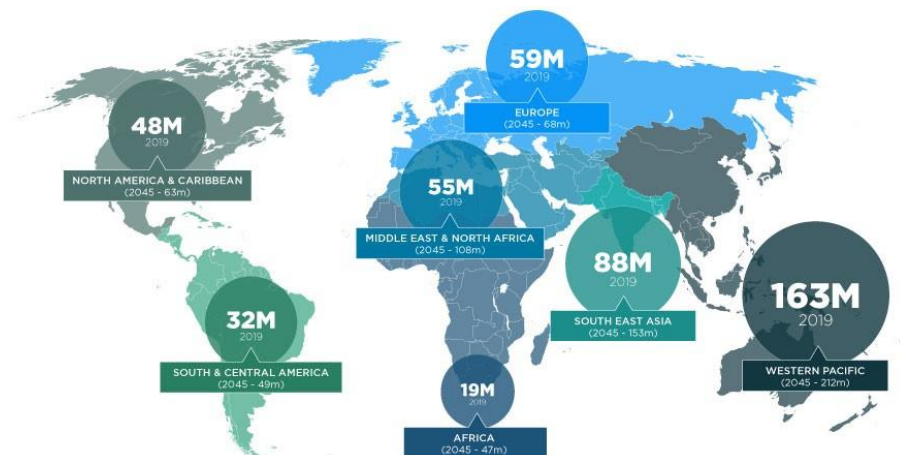 59M
2019
EUROPE
(2045 - 68m)
48M
2019
NORTH AMERICA & CARIBBEAN
(2045 - 63m)
55M
2019
MIDDLE EAST & NORTH AFRICA
(2045 - 108m)
88M
2019
SOUTH EAST ASIA
(2045 - 153m)
163M
2019
WESTERN PACIFIC
(2045 - 212m)
32M
2019
SOUTH & CENTRAL AMERICA
(2045 - 49m)
19M
2019
AFRICA
(2045 - 47m)